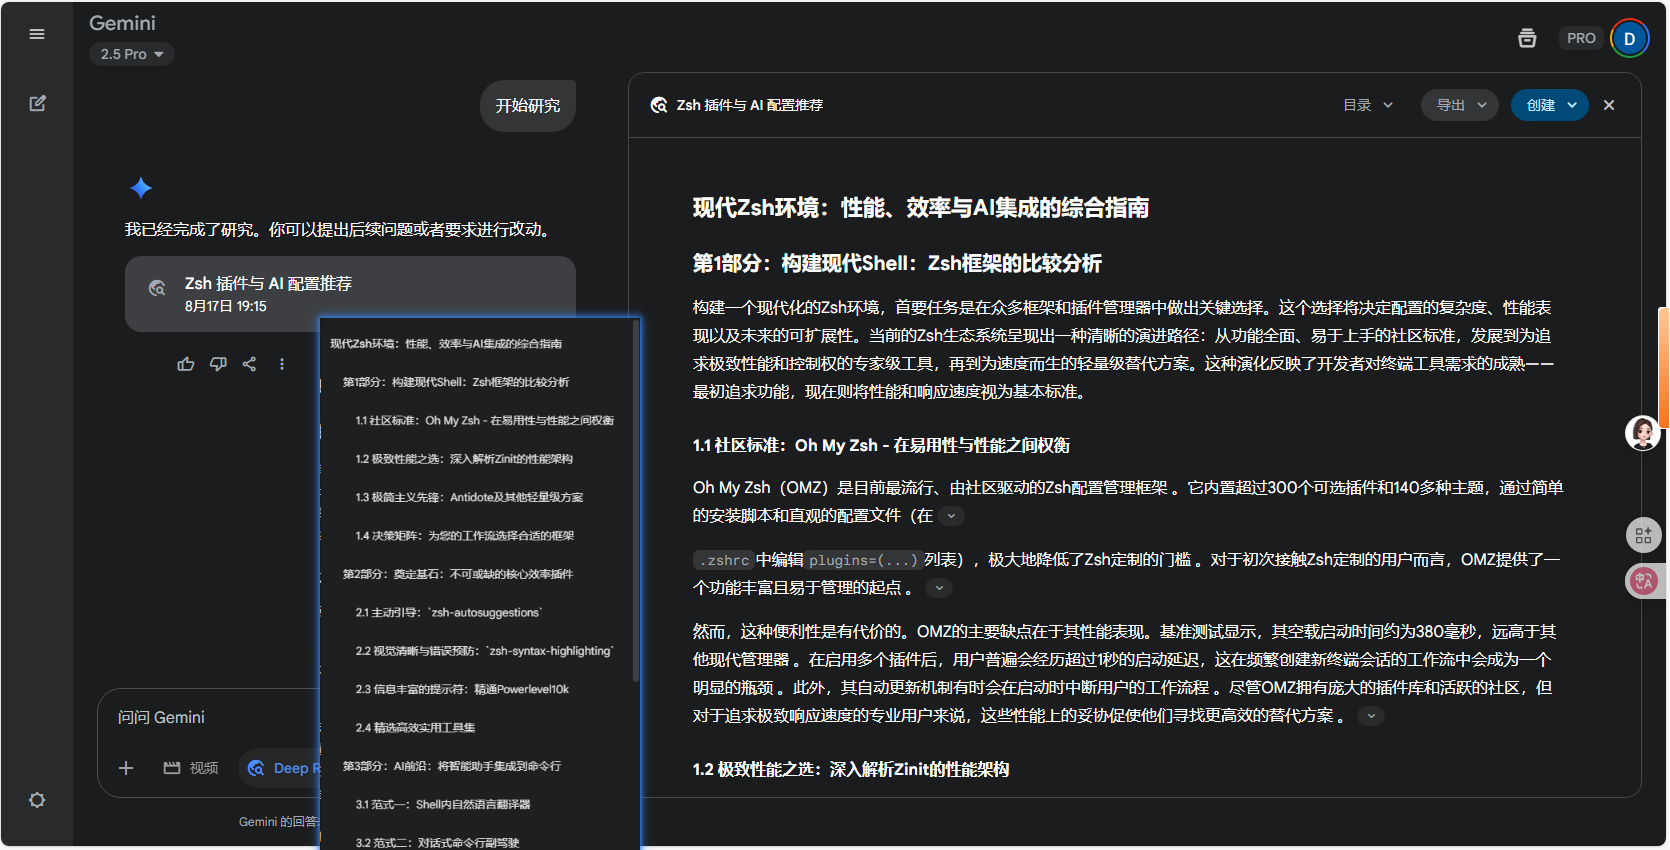 Gemini
2.5 Pro
PRO
D
开始研究
我已经完成了研究。你可以提出后续问题或者要求进行改动。
Zsh 插件与 AI 配置推荐
8月17日 19:15
问问 Gemini
视频
Deep R
Gemini 的回答
现代Zsh环境：性能、效率与AI集成的综合指南
第1部分：构建现代Shell：Zsh框架的比较分析
1.1 社区标准：Oh My Zsh - 在易用性与性能之间权衡
1.2 极致性能之选：深入解析Zinit的性能架构
1.3 极简主义先锋：Antidote及其他轻量级方案
1.4 决策矩阵：为您的工作流选择合适的框架
第2部分：奠定基石：不可或缺的核心效率插件
2.1 主动引导：`zsh-autosuggestions`
2.2 视觉清晰与错误预防：`zsh-syntax-highlighting`
2.3 信息丰富的提示符：精通Powerlevel10k
2.4 精选高效实用工具集
第3部分：AI前沿：将智能助手集成到命令行
3.1 范式一：Shell内自然语言翻译器
3.2 范式二：对话式命令行副驾驶
Zsh 插件与 AI 配置推荐
目录
导出
创建
现代Zsh环境：性能、效率与AI集成的综合指南
第1部分：构建现代Shell：Zsh框架的比较分析
构建一个现代化的Zsh环境，首要任务是在众多框架和插件管理器中做出关键选择。这个选择将决定配置的复杂度、性能表
现以及未来的可扩展性。当前的Zsh生态系统呈现出一种清晰的演进路径：从功能全面、易于上手的社区标准，发展到为追
求极致性能和控制权的专家级工具，再到为速度而生的轻量级替代方案。这种演化反映了开发者对终端工具需求的成熟——
最初追求功能，现在则将性能和响应速度视为基本标准。
1.1 社区标准：Oh My Zsh - 在易用性与性能之间权衡
Oh My Zsh（OMZ）是目前最流行、由社区驱动的Zsh配置管理框架 。它内置超过300个可选插件和140多种主题，通过简单
的安装脚本和直观的配置文件（在
.zshrc 中编辑 plugins=(...) 列表），极大地降低了Zsh定制的门槛 。对于初次接触Zsh定制的用户而言，OMZ提供了一
个功能丰富且易于管理的起点 。
然而，这种便利性是有代价的。OMZ的主要缺点在于其性能表现。基准测试显示，其空载启动时间约为380毫秒，远高于其
他现代管理器 。在启用多个插件后，用户普遍会经历超过1秒的启动延迟，这在频繁创建新终端会话的工作流中会成为一个
明显的瓶颈 。此外，其自动更新机制有时会在启动时中断用户的工作流程 。尽管OMZ拥有庞大的插件库和活跃的社区，但
对于追求极致响应速度的专业用户来说，这些性能上的妥协促使他们寻找更高效的替代方案 。
1.2 极致性能之选：深入解析Zinit的性能架构
中A